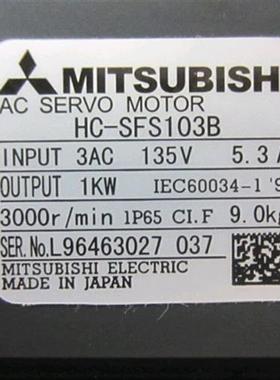 MITSUBISHI
AC SERVO MOTOR
HC-SFS103B
INPUT 3AC 135V 5.3
OUTPUT 1KW IEC60034-1
3000r/min IP65 CI.F 9.0kg
SER.No.L96463027 037
MITSUBISHI ELECTRIC
MADE IN JAPAN